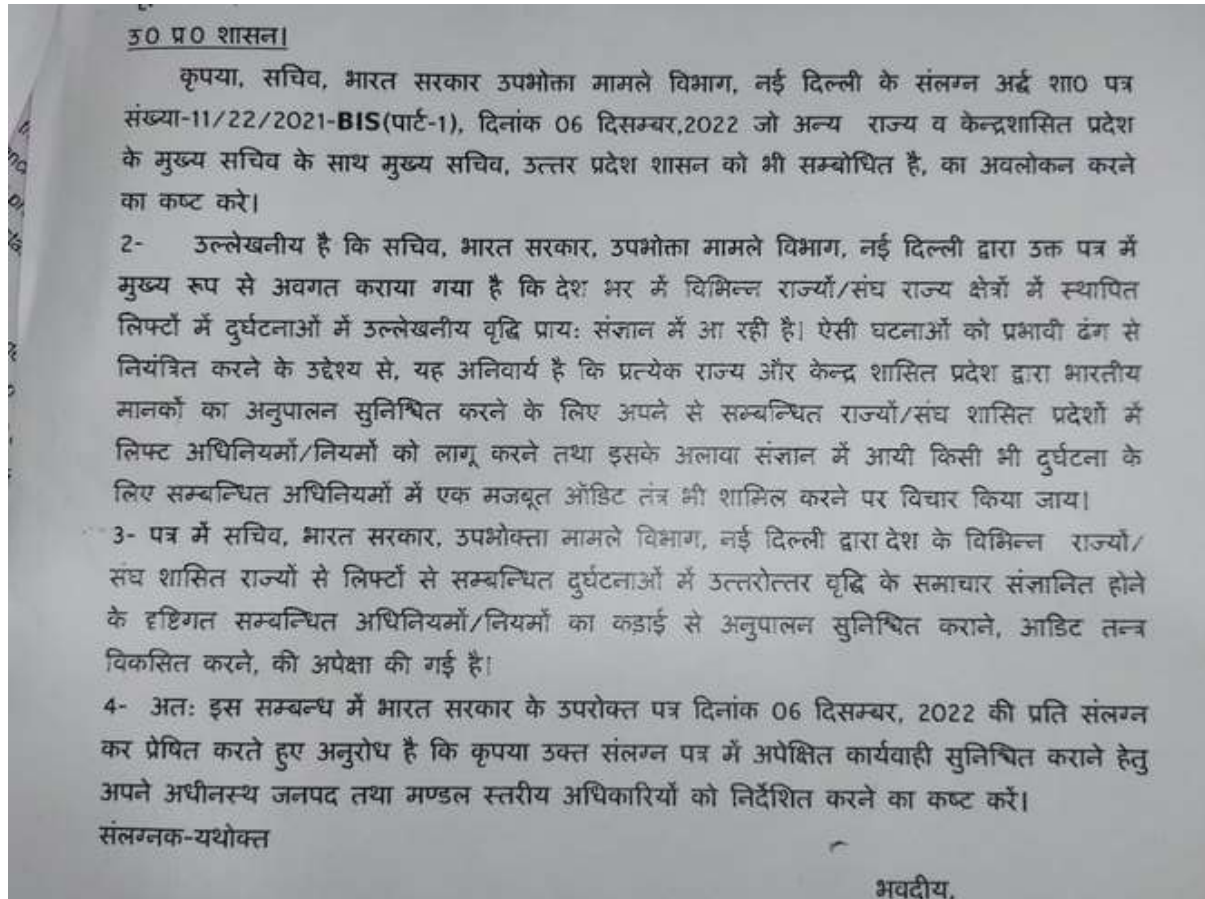 उ0 प्र0 शासन।
कृपया, सचिव, भारत सरकार उपभोक्ता मामले विभाग, नई दिल्ली के संलग्न अर्द्ध शा0 पत्र
संख्या-11/22/2021-BIS(पार्ट-1), दिनांक 06 दिसम्बर,2022 जो अन्य राज्य व केन्द्रशासित प्रदेश
के मुख्य सचिव के साथ मुख्य सचिव, उत्तर प्रदेश शासन को भी सम्बोधित है, का अवलोकन करने
का कष्ट करे।
2- उल्लेखनीय है कि सचिव, भारत सरकार, उपभोक्ता मामले विभाग, नई दिल्ली द्वारा उक्त पत्र में
मुख्य रूप से अवगत कराया गया है कि देश भर में विभिन्न राज्यों/संघ राज्य क्षेत्रों में स्थापित
लिफ्टों में दुर्घटनाओं में उल्लेखनीय वृद्धि प्राय: संज्ञान में आ रही है। ऐसी घटनाओं को प्रभावी ढंग से
नियंत्रित करने के उद्देश्य से, यह अनिवार्य है कि प्रत्येक राज्य और केन्द्र शासित प्रदेश द्वारा भारतीय
मानकों का अनुपालन सुनिश्चित करने के लिए अपने से सम्बन्धित राज्यों/संघ शासित प्रदेशों में
लिफ्ट अधिनियमों/नियमों को लागू करने तथा इसके अलावा संज्ञान में आयी किसी भी दुर्घटना के
लिए सम्बन्धित अधिनियमों में एक मजबूत ऑडिट तंत्र भी शामिल करने पर विचार किया जाय।
3- पत्र में सचिव, भारत सरकार, उपभोक्ता मामले विभाग, नई दिल्ली द्वारा देश के विभिन्न राज्यों/
संघ शासित राज्यों से लिफ्टों से सम्बन्धित दुर्घटनाओं में उत्तरोत्तर वृद्धि के समाचार संज्ञानित होने
के दृष्टिगत सम्बन्धित अधिनियमों/नियमों का कड़ाई से अनुपालन सुनिश्चित कराने, आडिट तन्त्र
विकसित करने, की अपेक्षा की गई है।
4- अत: इस सम्बन्ध में भारत सरकार के उपरोक्त पत्र दिनांक 06 दिसम्बर, 2022 की प्रति संलग्न
कर प्रेषित करते हुए अनुरोध है कि कृपया उक्त संलग्न पत्र में अपेक्षित कार्यवाही सुनिश्चित कराने हेतु
अपने अधीनस्थ जनपद तथा मण्डल स्तरीय अधिकारियों को निर्देशित करने का कष्ट करें।
संलग्नक-यथोक्त
भवदीय,